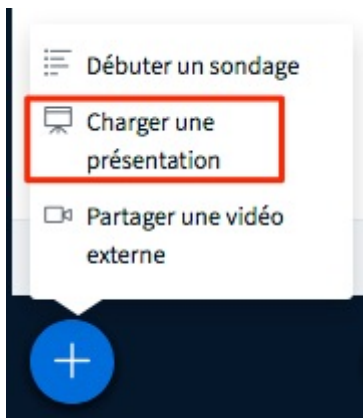 Débuter un sondage
Charger une
présentation
Partager une vidéo
externe